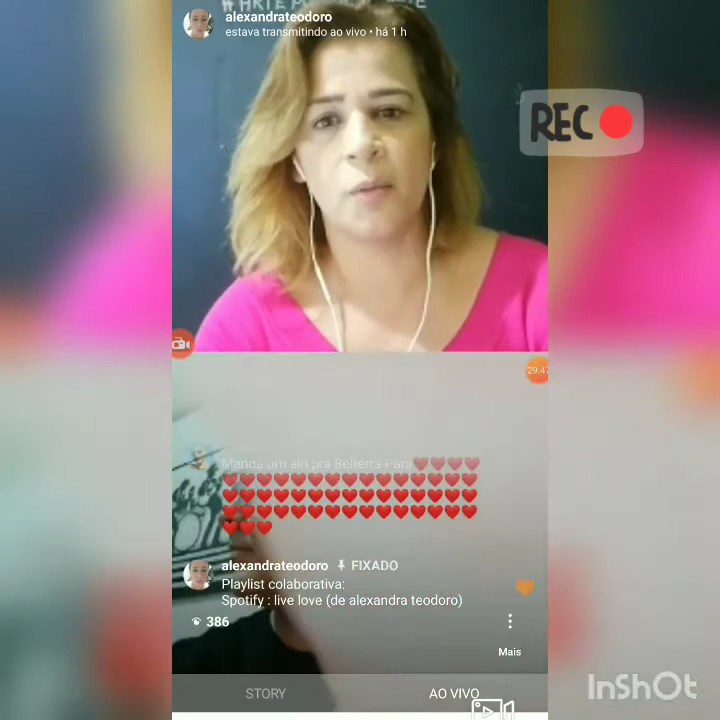 alexandrateodoro
estava transmitindo ao vivo • há 1 h
REC
29:47
Manda um alô pra Belterra-Pará❤️❤️❤️❤️
❤️❤️❤️❤️❤️❤️❤️❤️❤️❤️❤️❤️❤️❤️❤️
❤️❤️❤️❤️❤️❤️❤️❤️❤️❤️❤️❤️❤️❤️❤️
❤️❤️❤️❤️❤️❤️❤️❤️❤️❤️❤️❤️❤️❤️❤️
❤️❤️❤️
alexandrateodoro FIXADO
Playlist colaborativa:
Spotify : live love (de alexandra teodoro)
386
Mais
STORY AO VIVO
InShOt